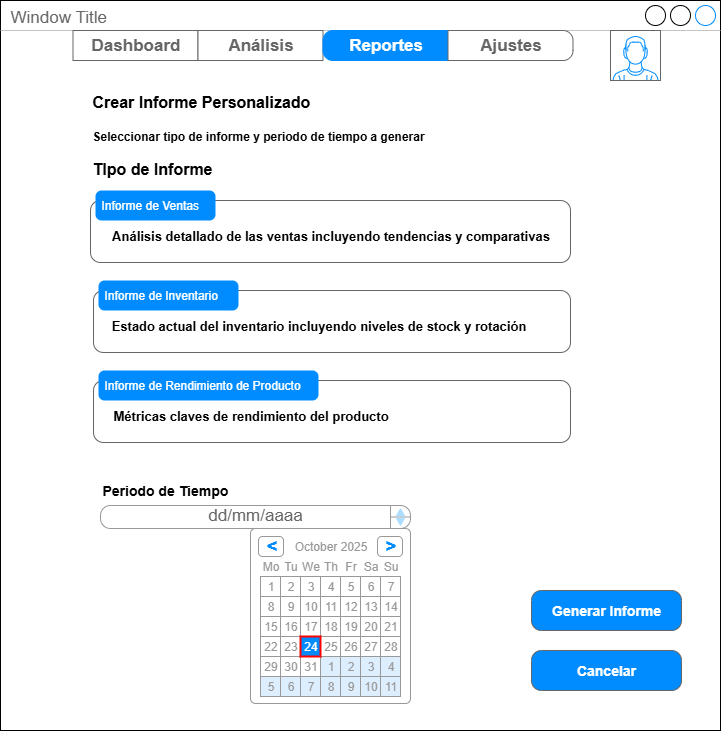 Window Title
Dashboard Análisis Reportes Ajustes
Crear Informe Personalizado
Seleccionar tipo de informe y periodo de tiempo a generar
TIpo de Informe
Informe de Ventas
Análisis detallado de las ventas incluyendo tendencias y comparativas
Informe de Inventario
Estado actual del inventario incluyendo niveles de stock y rotación
Informe de Rendimiento de Producto
Métricas claves de rendimiento del producto
Periodo de Tiempo
dd/mm/aaaa
< October 2025 >
Mo Tu We Th Fr Sa Su
1 2 3 4 5 6 7
8 9 10 11 12 13 14
15 16 17 18 19 20 21
22 23 24 25 26 27 28
29 30 31 1 2 3 4
5 6 7 8 9 10 11
Generar Informe
Cancelar